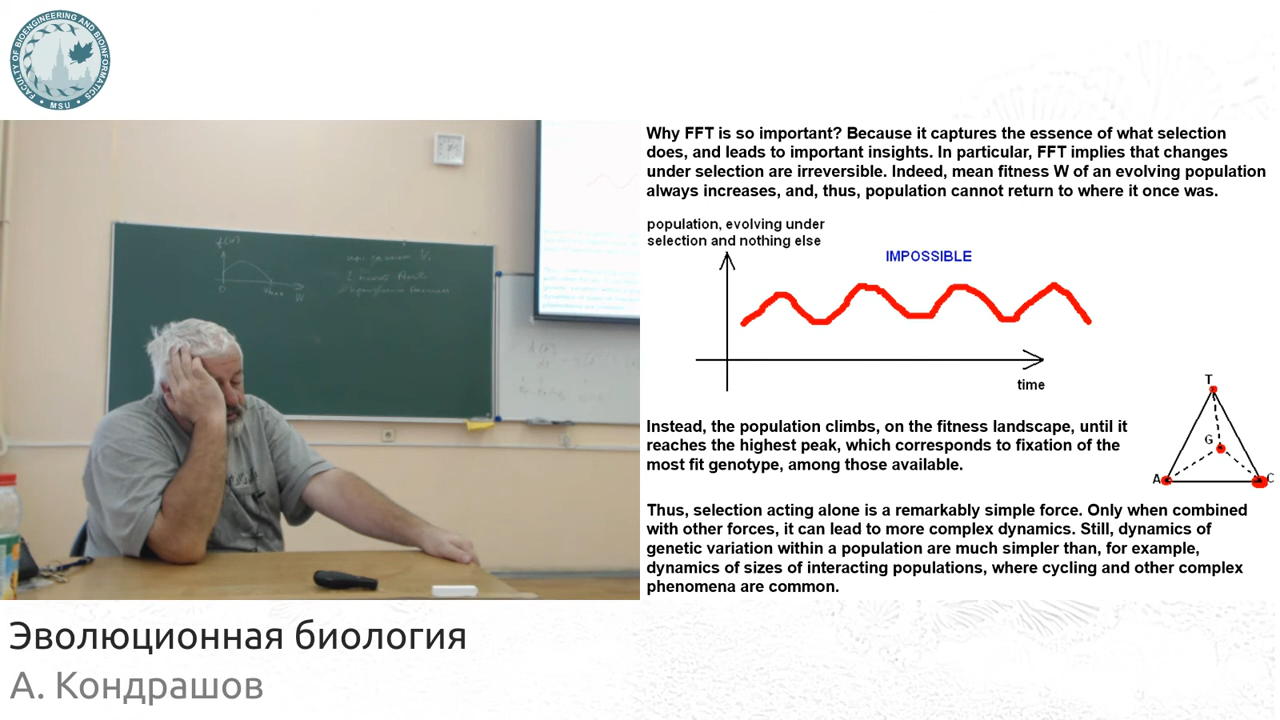 FACULTY OF BIOENGINEERING AND BIOINFORMATICS
• MSU •
Why FFT is so important? Because it captures the essence of what selection
does, and leads to important insights. In particular, FFT implies that changes
under selection are irreversible. Indeed, mean fitness W of an evolving population
always increases, and, thus, population cannot return to where it once was.
population, evolving under
selection and nothing else
IMPOSSIBLE
time
T
G
A
C
Instead, the population climbs, on the fitness landscape, until it
reaches the highest peak, which corresponds to fixation of the
most fit genotype, among those available.
Thus, selection acting alone is a remarkably simple force. Only when combined
with other forces, it can lead to more complex dynamics. Still, dynamics of
genetic variation within a population are much simpler than, for example,
dynamics of sizes of interacting populations, where cycling and other complex
phenomena are common.
Эволюционная биология
А. Кондрашов